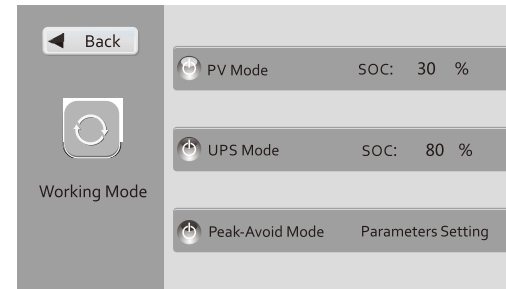 Back
Working Mode
PV Mode SOC: 30 %
UPS Mode SOC: 80 %
Peak-Avoid Mode Parameters Setting